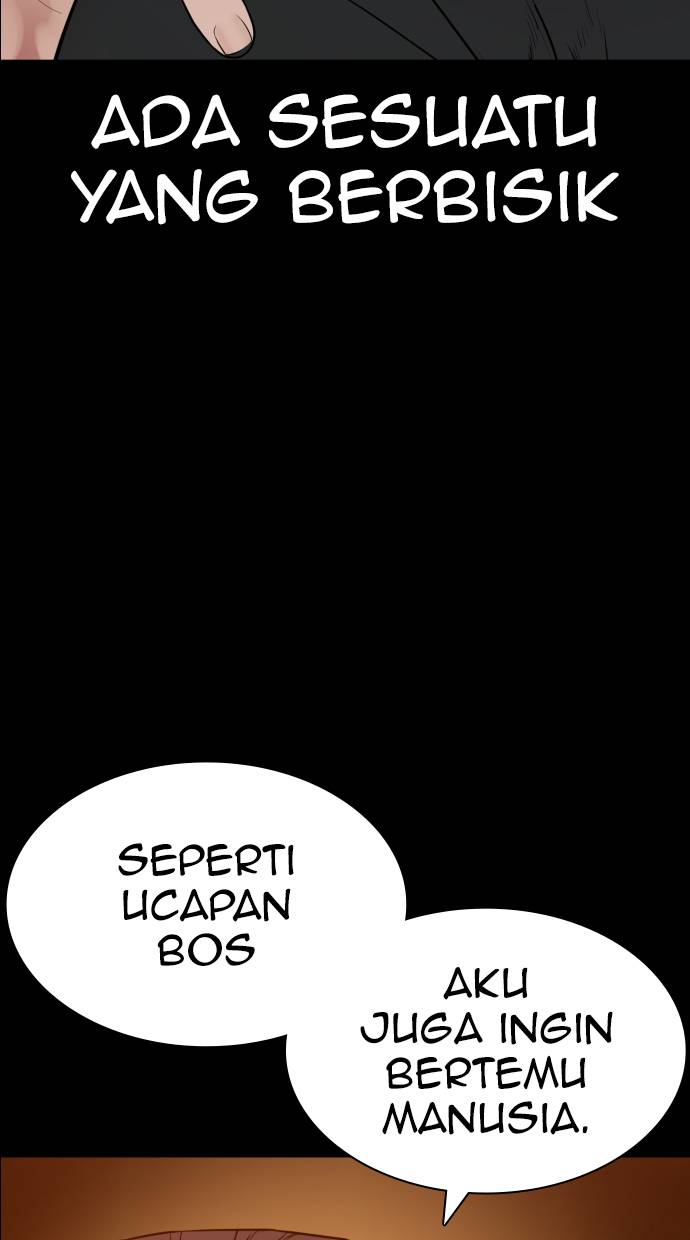 ADA SESUATU
YANG BERBISIK
SEPERTI
UCAPAN
BOS
AKU
JUGA INGIN
BERTEMU
MANUSIA.